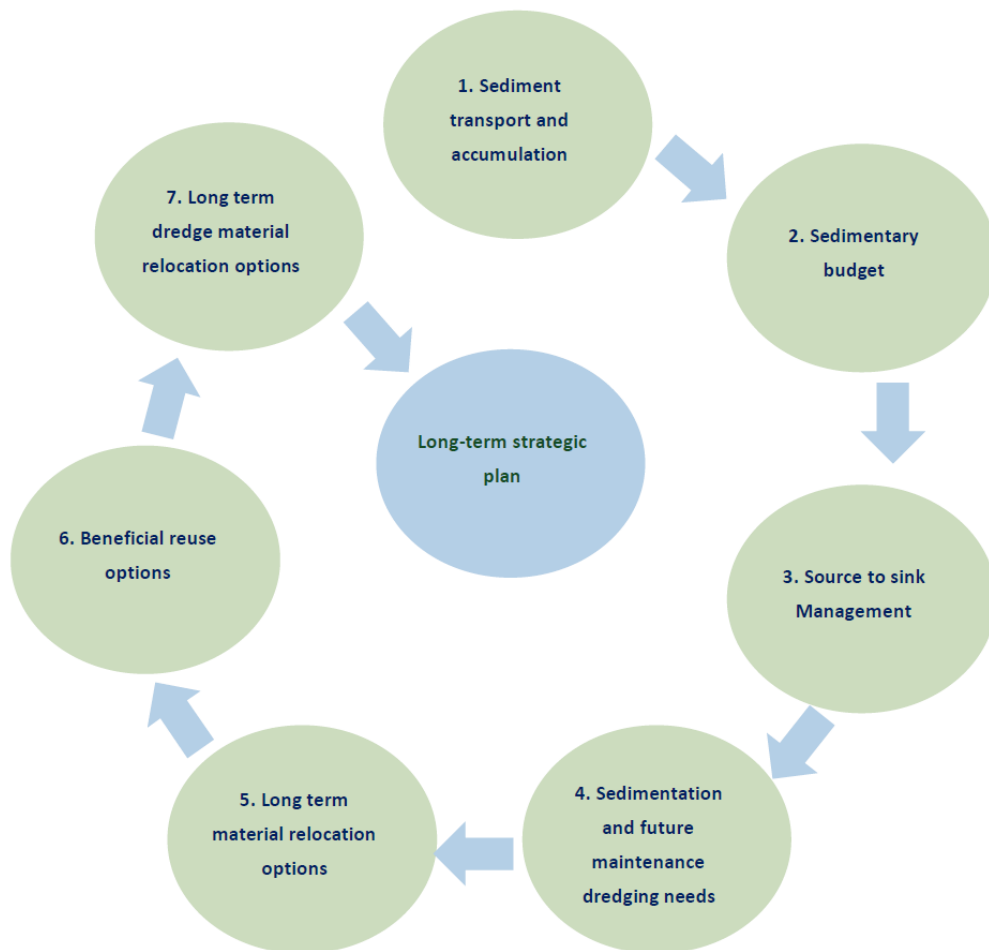 1. Sediment
transport and
accumulation
2. Sedimentary
budget
3. Source to sink
Management
4. Sedimentation
and future
maintenance
dredging needs
5. Long term
material relocation
options
6. Beneficial reuse
options
7. Long term
dredge material
relocation options
Long-term strategic
plan